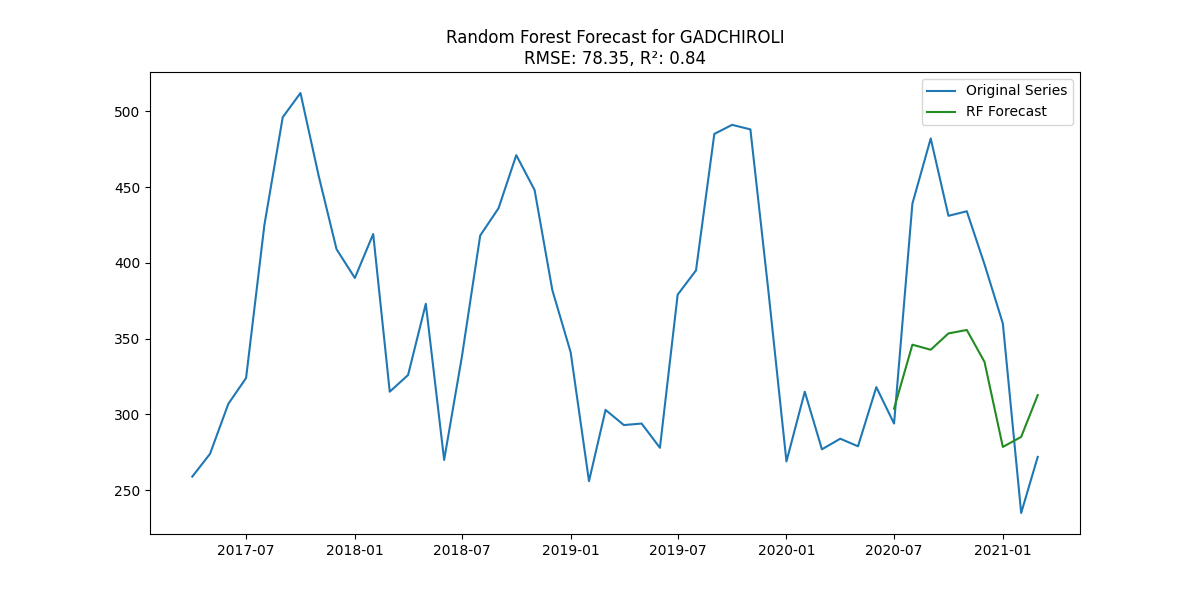 Random Forest Forecast for GADCHIROLI
RMSE: 78.35, R²: 0.84
Original Series
RF Forecast
500
450
400
350
300
250
2017-07 2018-01 2018-07 2019-01 2019-07 2020-01 2020-07 2021-01